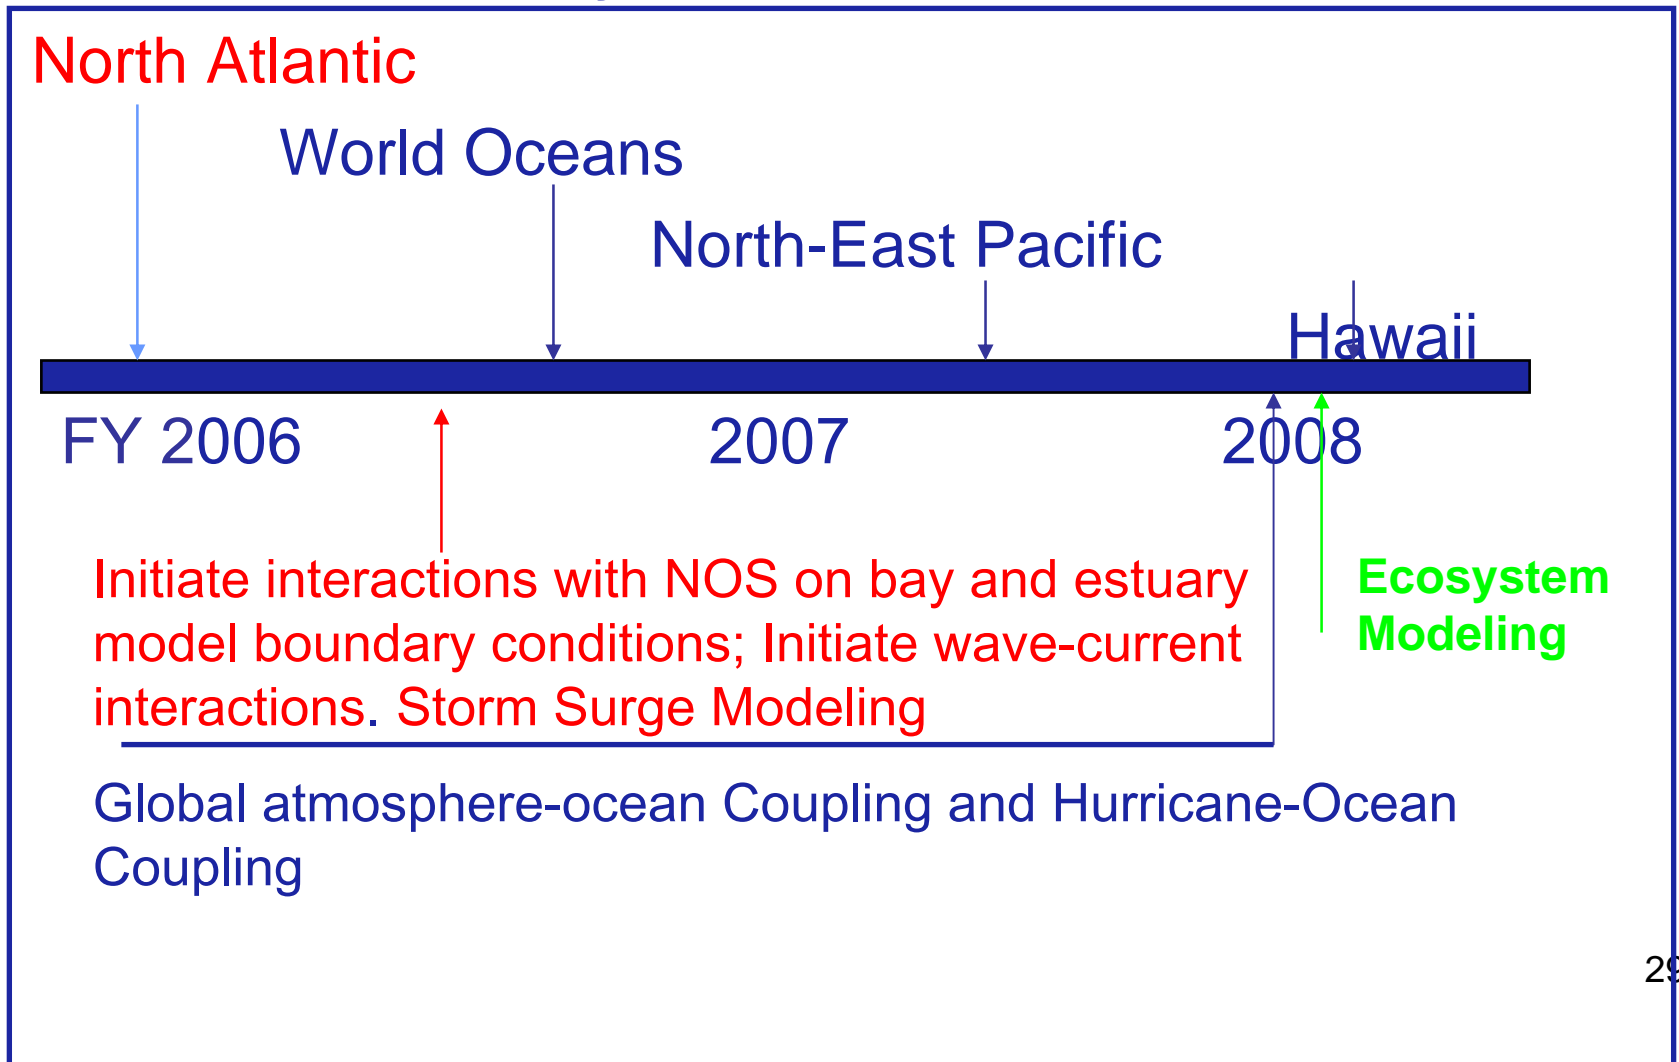 North Atlantic
World Oceans
North-East Pacific
Hawaii
FY 2006
2007
2008
Initiate interactions with NOS on bay and estuary
model boundary conditions; Initiate wave-current
interactions. Storm Surge Modeling
Ecosystem
Modeling
Global atmosphere-ocean Coupling and Hurricane-Ocean
Coupling
29